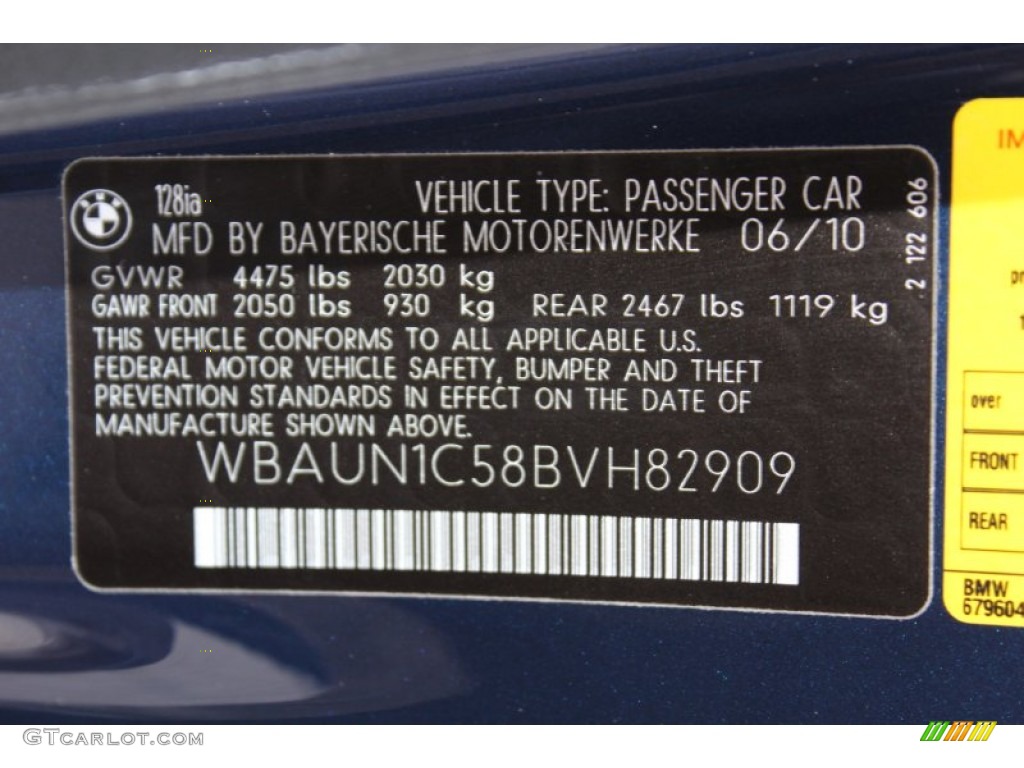 128ia VEHICLE TYPE: PASSENGER CAR
MFD BY BAYERISCHE MOTORENWERKE 06/10
GVWR 4475 lbs 2030 kg
GAWR FRONT 2050 lbs 930 kg REAR 2467 lbs 1119 kg
THIS VEHICLE CONFORMS TO ALL APPLICABLE U.S.
FEDERAL MOTOR VEHICLE SAFETY, BUMPER AND THEFT
PREVENTION STANDARDS IN EFFECT ON THE DATE OF
MANUFACTURE SHOWN ABOVE.
WBAUN1C58BVH82909
2 122 606
over
FRONT
REAR
BMW
GTCarlot.com